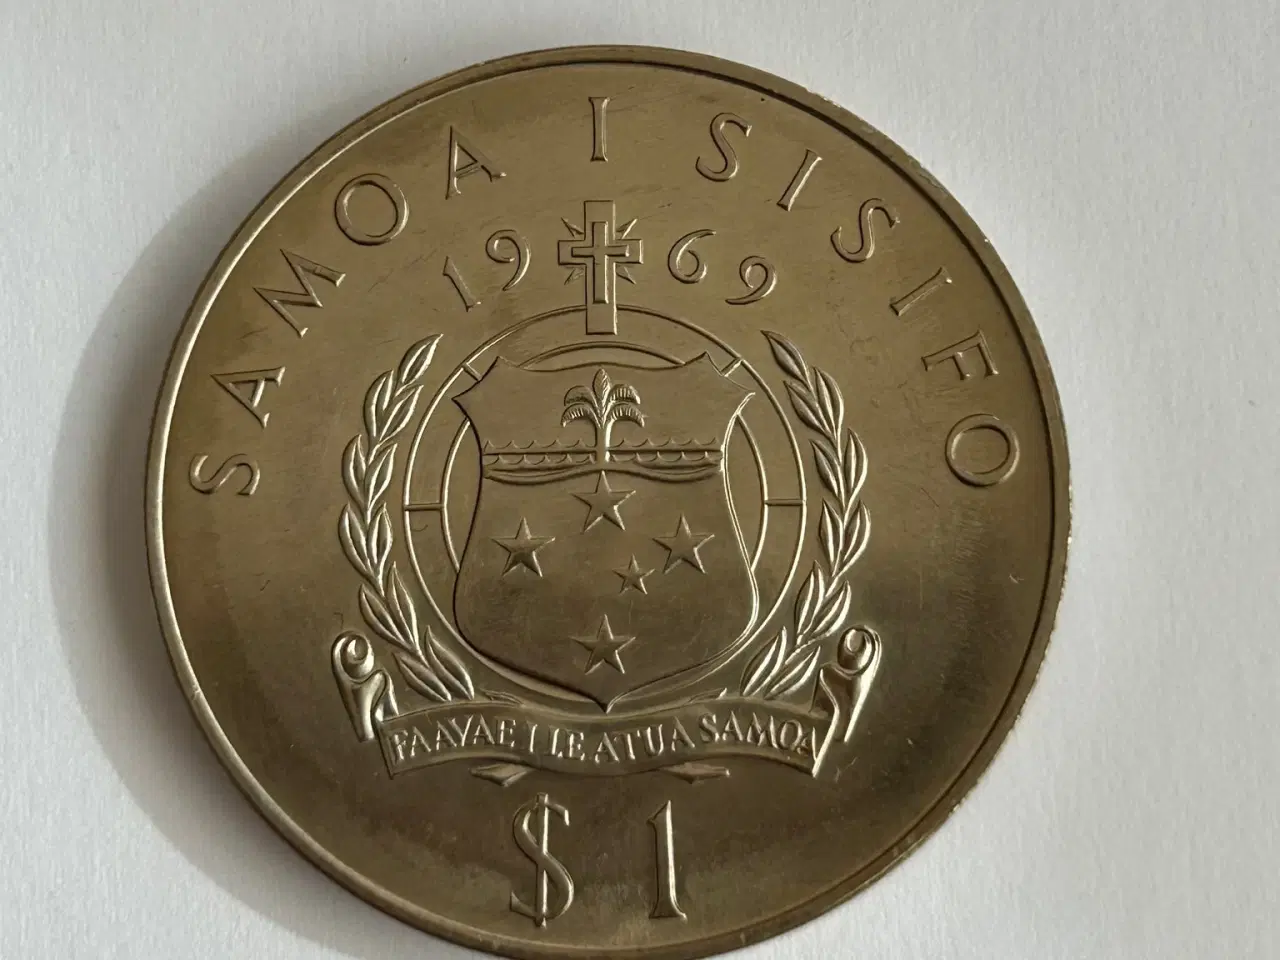 SAMOA I SISIFO
1969
FAAVAE I LE ATUA SAMOA
$1